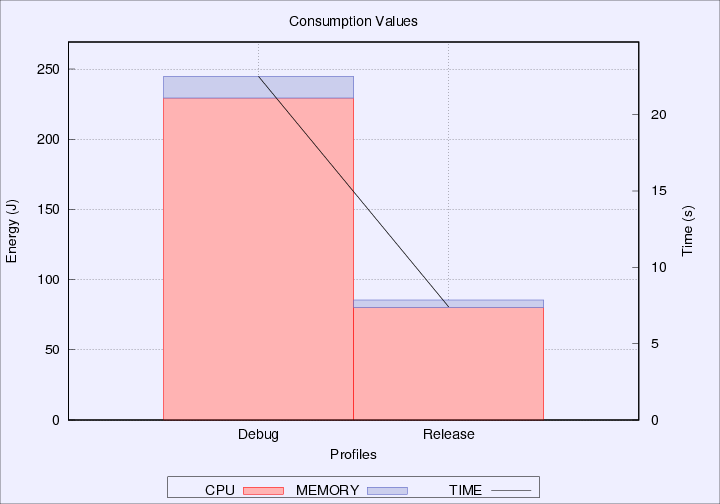 Consumption Values
250
200
150
100
50
0
Energy (J)
20
15
10
5
0
Time (s)
Debug Release
Profiles
CPU MEMORY TIME